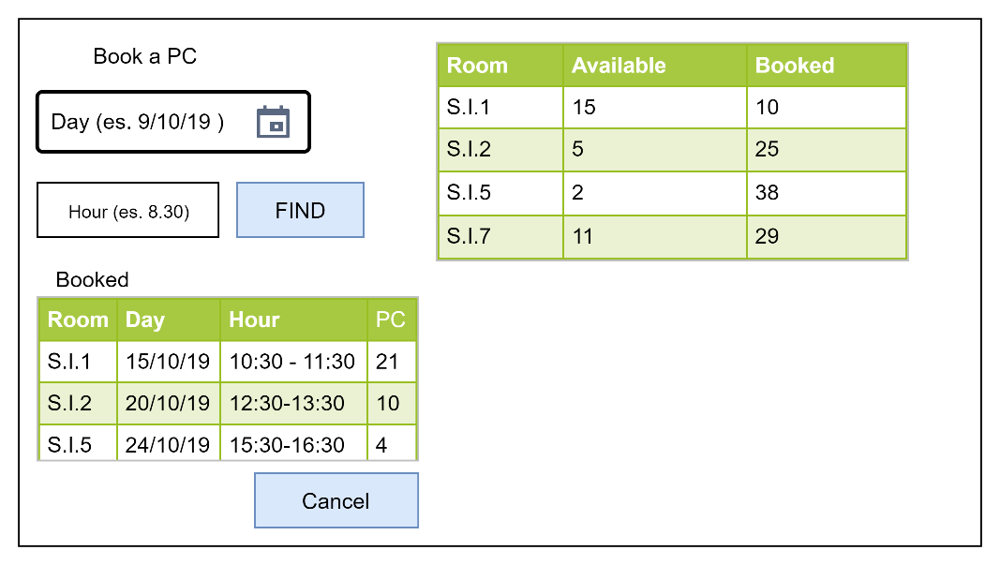 Book a PC
Day (es. 9/10/19 )
Hour (es. 8.30)
FIND
Booked
Room Day Hour PC
S.I.1 15/10/19 10:30 - 11:30 21
S.I.2 20/10/19 12:30-13:30 10
S.I.5 24/10/19 15:30-16:30 4
Cancel
Room Available Booked
S.I.1 15 10
S.I.2 5 25
S.I.5 2 38
S.I.7 11 29